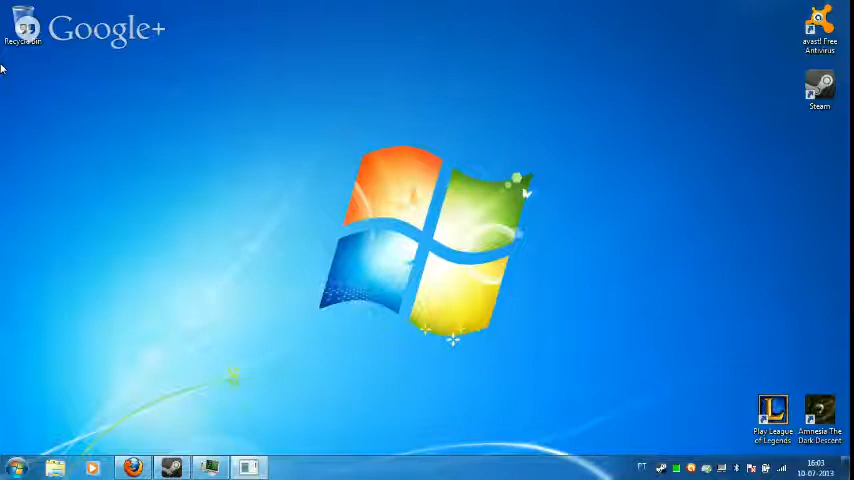 Google+
Recycle Bin
avast! Free
Antivirus
Steam
Play League
of Legends
Amnesia The
Dark Descent
PT
16:03
10-07-2013